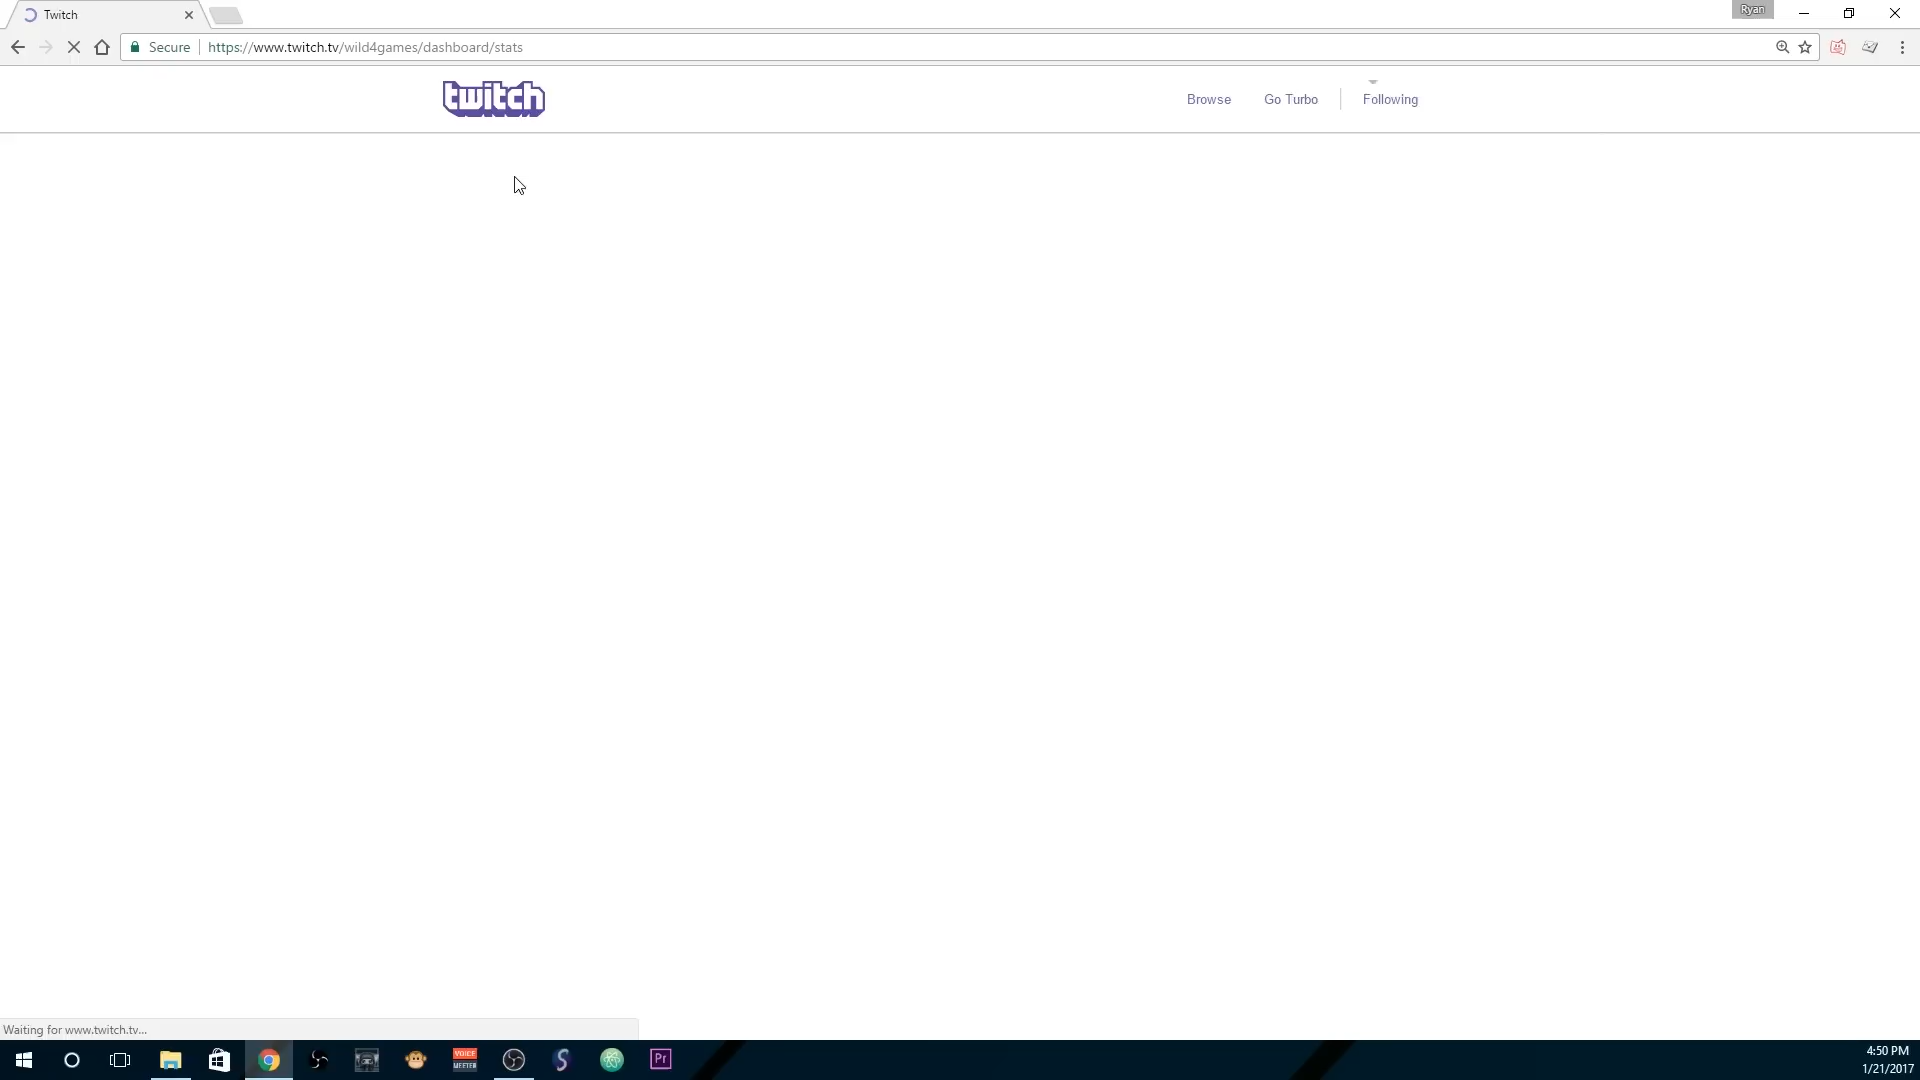 Twitch
Ryan
Secure
https://www.twitch.tv/wild4games/dashboard/stats
twitch
Browse
Go Turbo
Following
Waiting for www.twitch.tv...
VOICE
MEETER
Pr
4:50 PM
1/21/2017